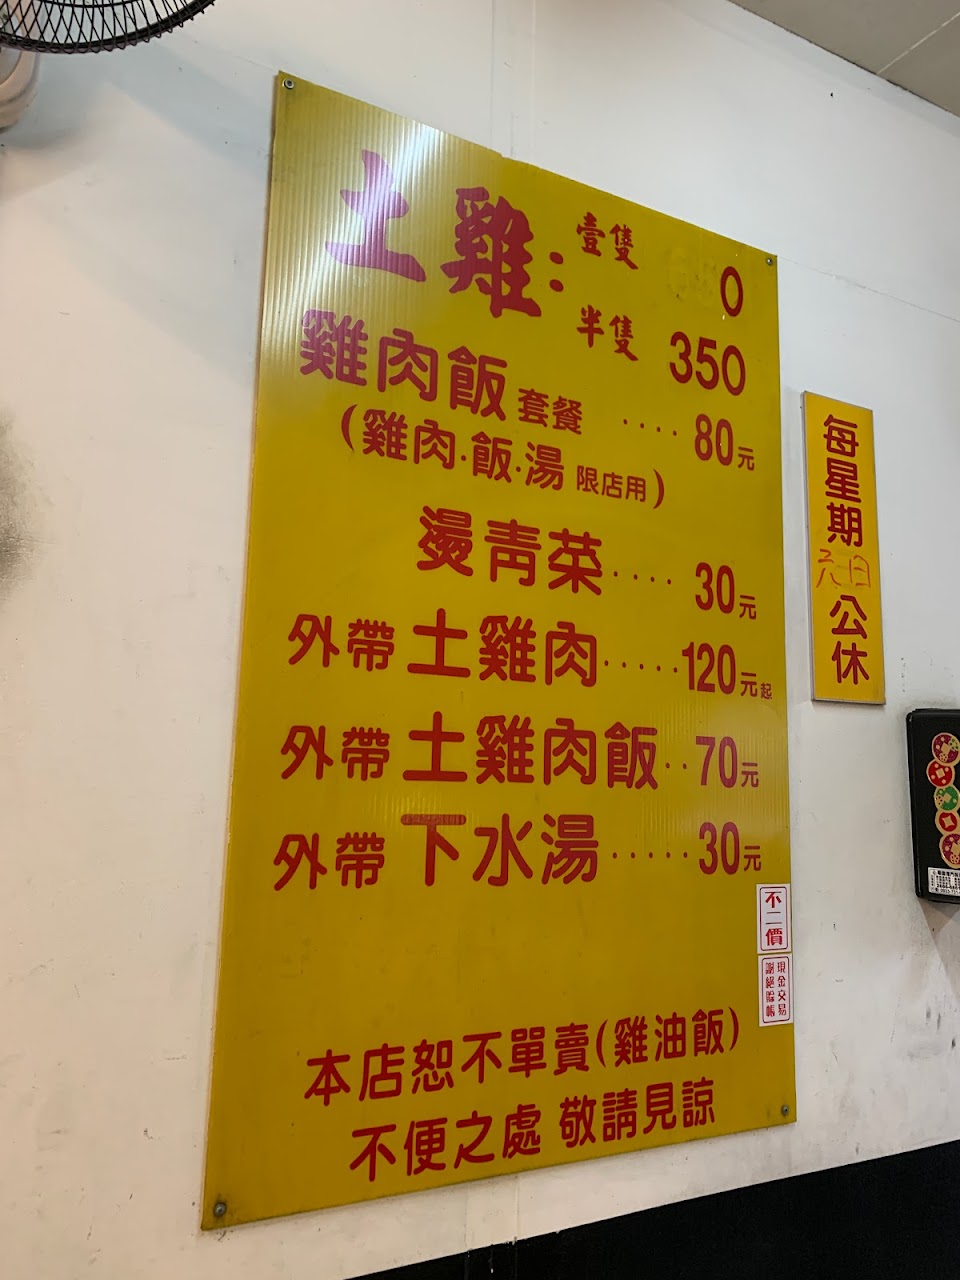 土雞：壹隻 0
半隻 350
雞肉飯 套餐 .... 80元
(雞肉.飯.湯 限店用)
燙青菜.... 30元
外帶 土雞肉.....120元起
外帶 土雞肉飯..70元
外帶 下水湯.....30元
不二價
現金交易
謝絕賒帳
本店恕不單賣(雞油飯)
不便之處 敬請見諒
每星期
六日
公休